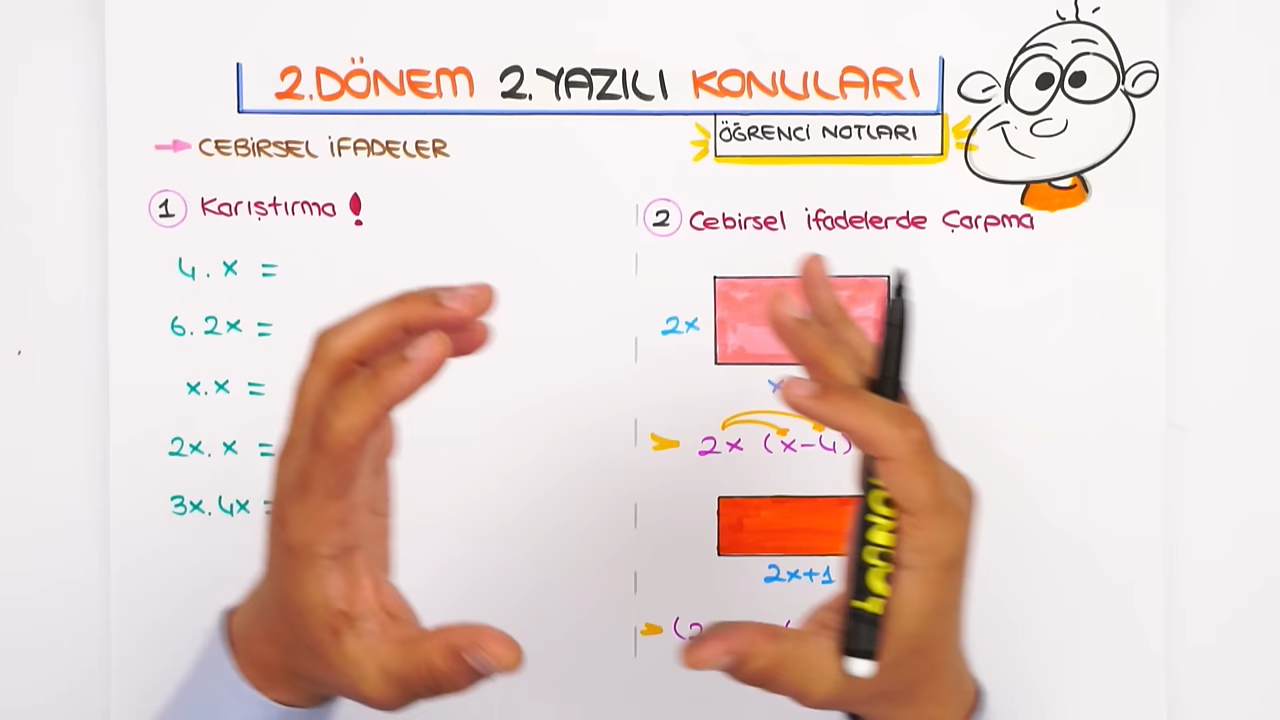 2.DÖNEM 2.YAZILI KONULARI
ÖĞRENCİ NOTLARI
CEBİRSEL İFADELER
1 Karıştırma !
4. x =
6. 2x =
x. x =
2x. x =
3x. 4x =
2 Cebirsel İfadelerde Çarpma
2x
x
2x (x-4)
2x+1
(2